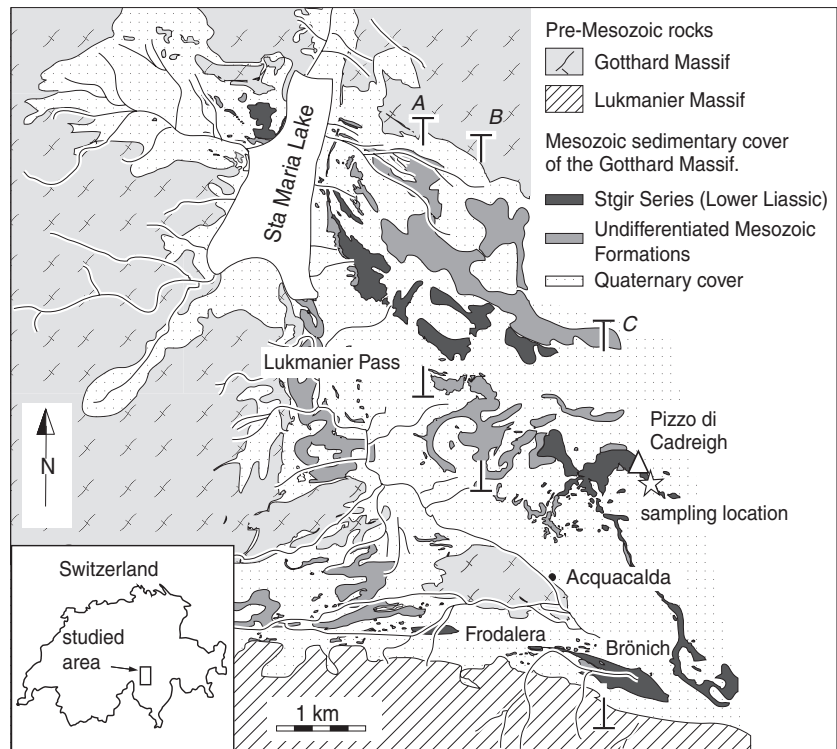 Pre-Mesozoic rocks
Gotthard Massif
Lukmanier Massif
Mesozoic sedimentary cover
of the Gotthard Massif.
Stgir Series (Lower Liassic)
Undifferentiated Mesozoic
Formations
Quaternary cover
A
B
C
Sta Maria Lake
Lukmanier Pass
N
Pizzo di
Cadreigh
sampling location
Acquacalda
Frodalera
Brönich
Switzerland
studied
area
1 km